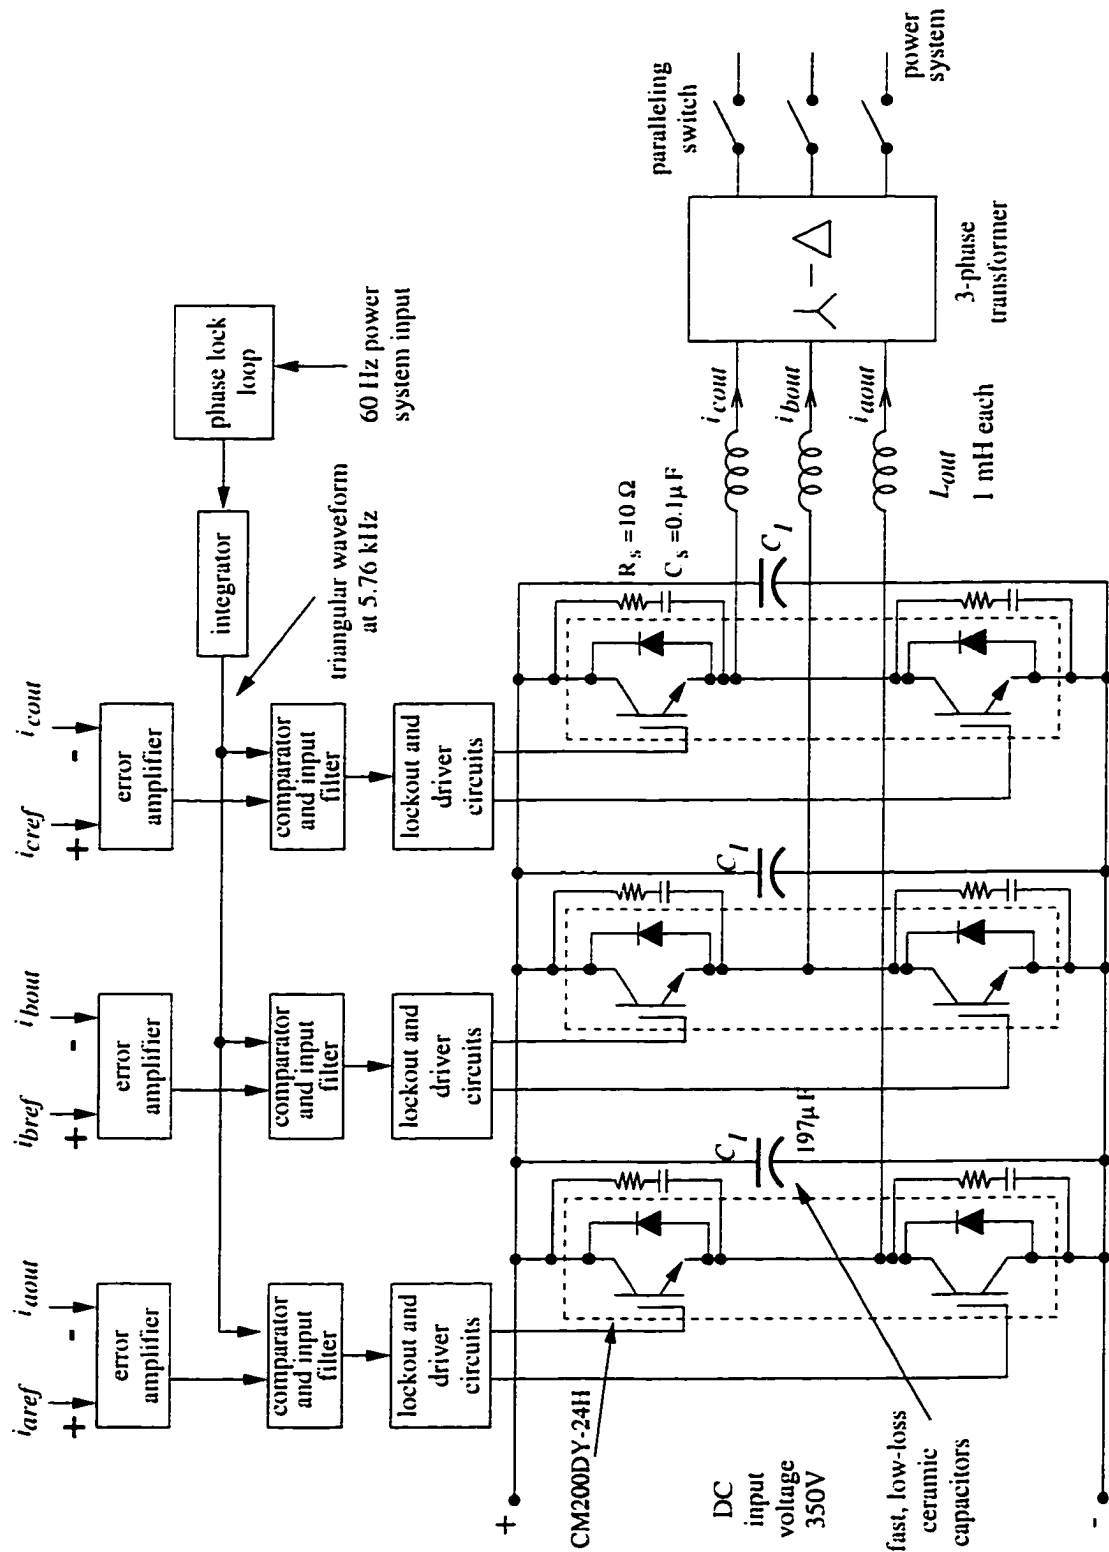 i_aref
+
-
i_aout
error
amplifier
i_bref
+
-
i_bout
error
amplifier
i_cref
+
-
i_cout
error
amplifier
integrator
phase lock
loop
60 Hz power
system input
triangular waveform
at 5.76 kHz
comparator
and input
filter
comparator
and input
filter
comparator
and input
filter
lockout and
driver
circuits
lockout and
driver
circuits
lockout and
driver
circuits
+
-
CM200DY-24H
DC
input
voltage
350V
fast, low-loss
ceramic
capacitors
C_1
197μF
C_1
C_1
R_s =10 Ω
C_s =0.1μF
i_cout
i_bout
i_aout
L_out
1 mH each
3-phase
transformer
paralleling
switch
power
system